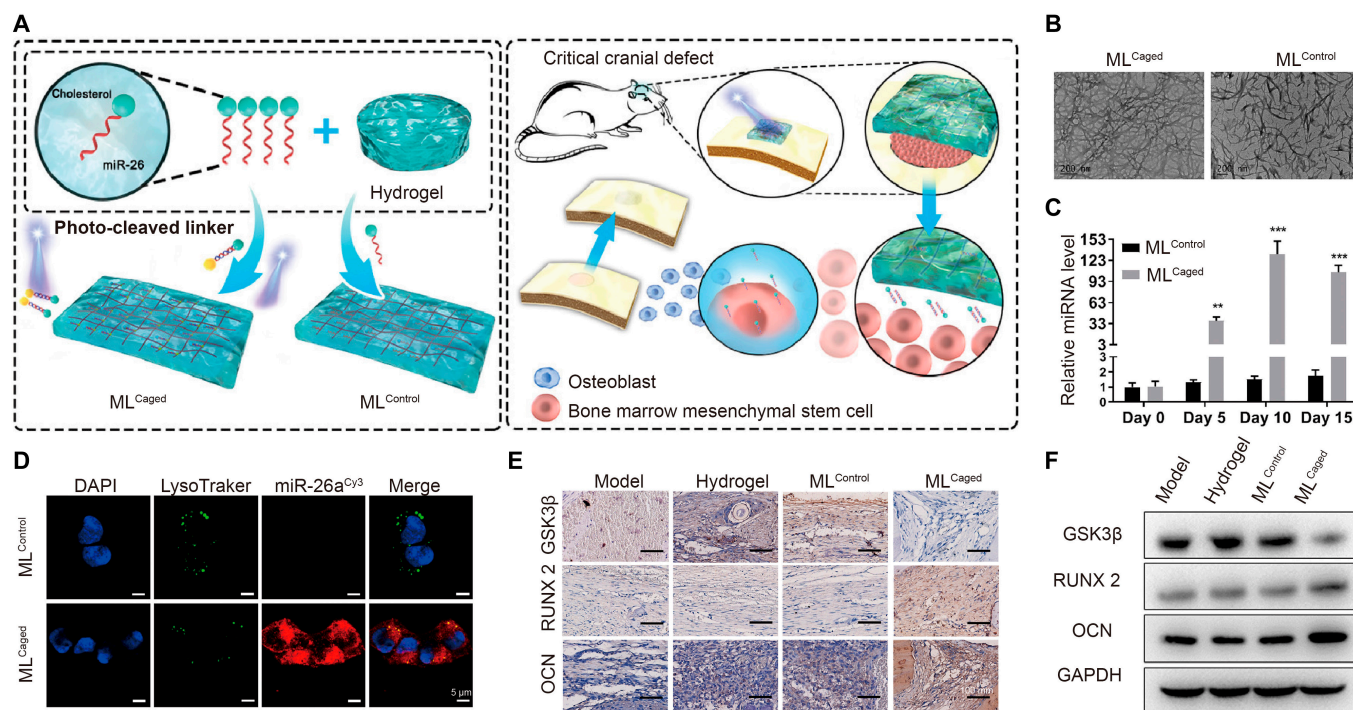 A
Cholesterol
miR-26
Hydrogel
Photo-cleaved linker
ML^Caged
ML^Control
Critical cranial defect
Osteoblast
Bone marrow mesenchymal stem cell
B
ML^Caged
ML^Control
200 nm
200 nm
C
Relative miRNA level
153
123
93
63
33
3
2
1
0
ML^Control
ML^Caged
**
***
***
Day 0
Day 5
Day 10
Day 15
D
DAPI
LysoTraker
miR-26a^Cy3
Merge
ML^Control
ML^Caged
5 μm
E
Model
Hydrogel
ML^Control
ML^Caged
GSK3β
RUNX 2
OCN
100 mm
F
Model
Hydrogel
ML^Control
ML^Caged
GSK3β
RUNX 2
OCN
GAPDH